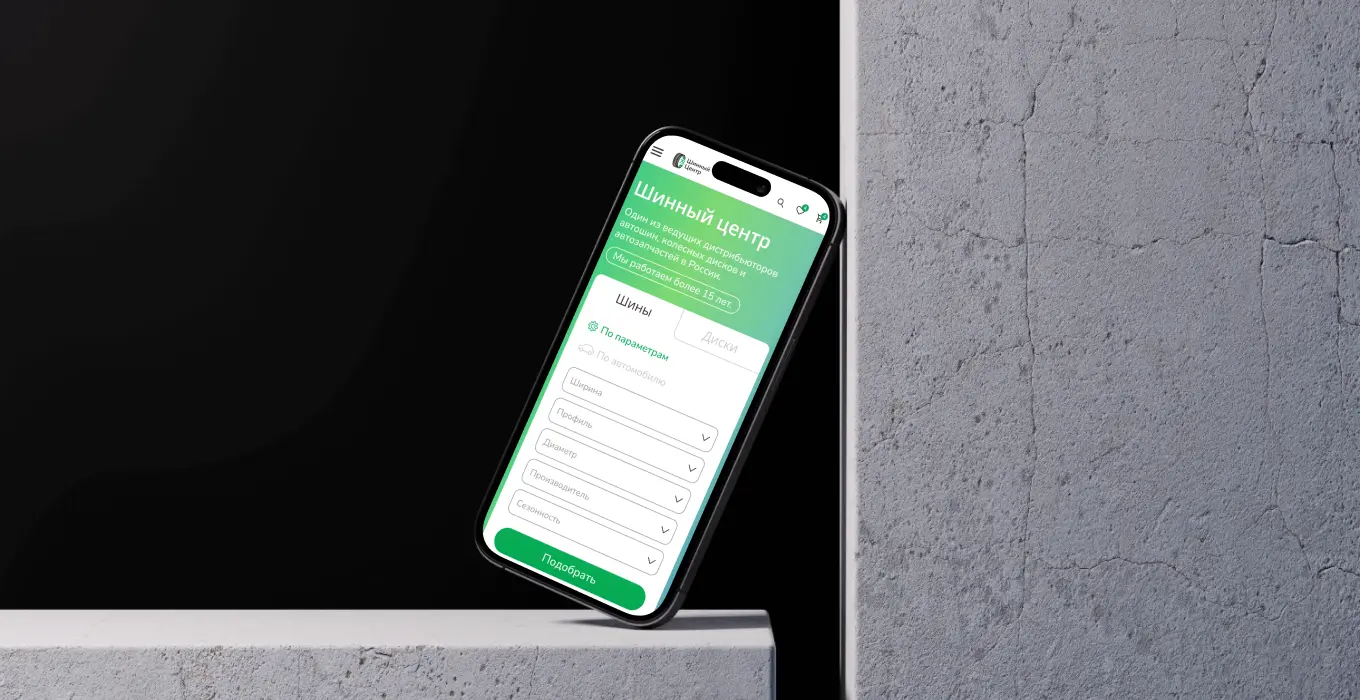 Шинный
Центр
Шинный центр
Один из ведущих дистрибьюторов
автошин, колесных дисков и
автозапчастей в России.
Мы работаем более 15 лет.
Шины
Диски
По параметрам
По автомобилю
Ширина
Профиль
Диаметр
Производитель
Сезонность
Подобрать